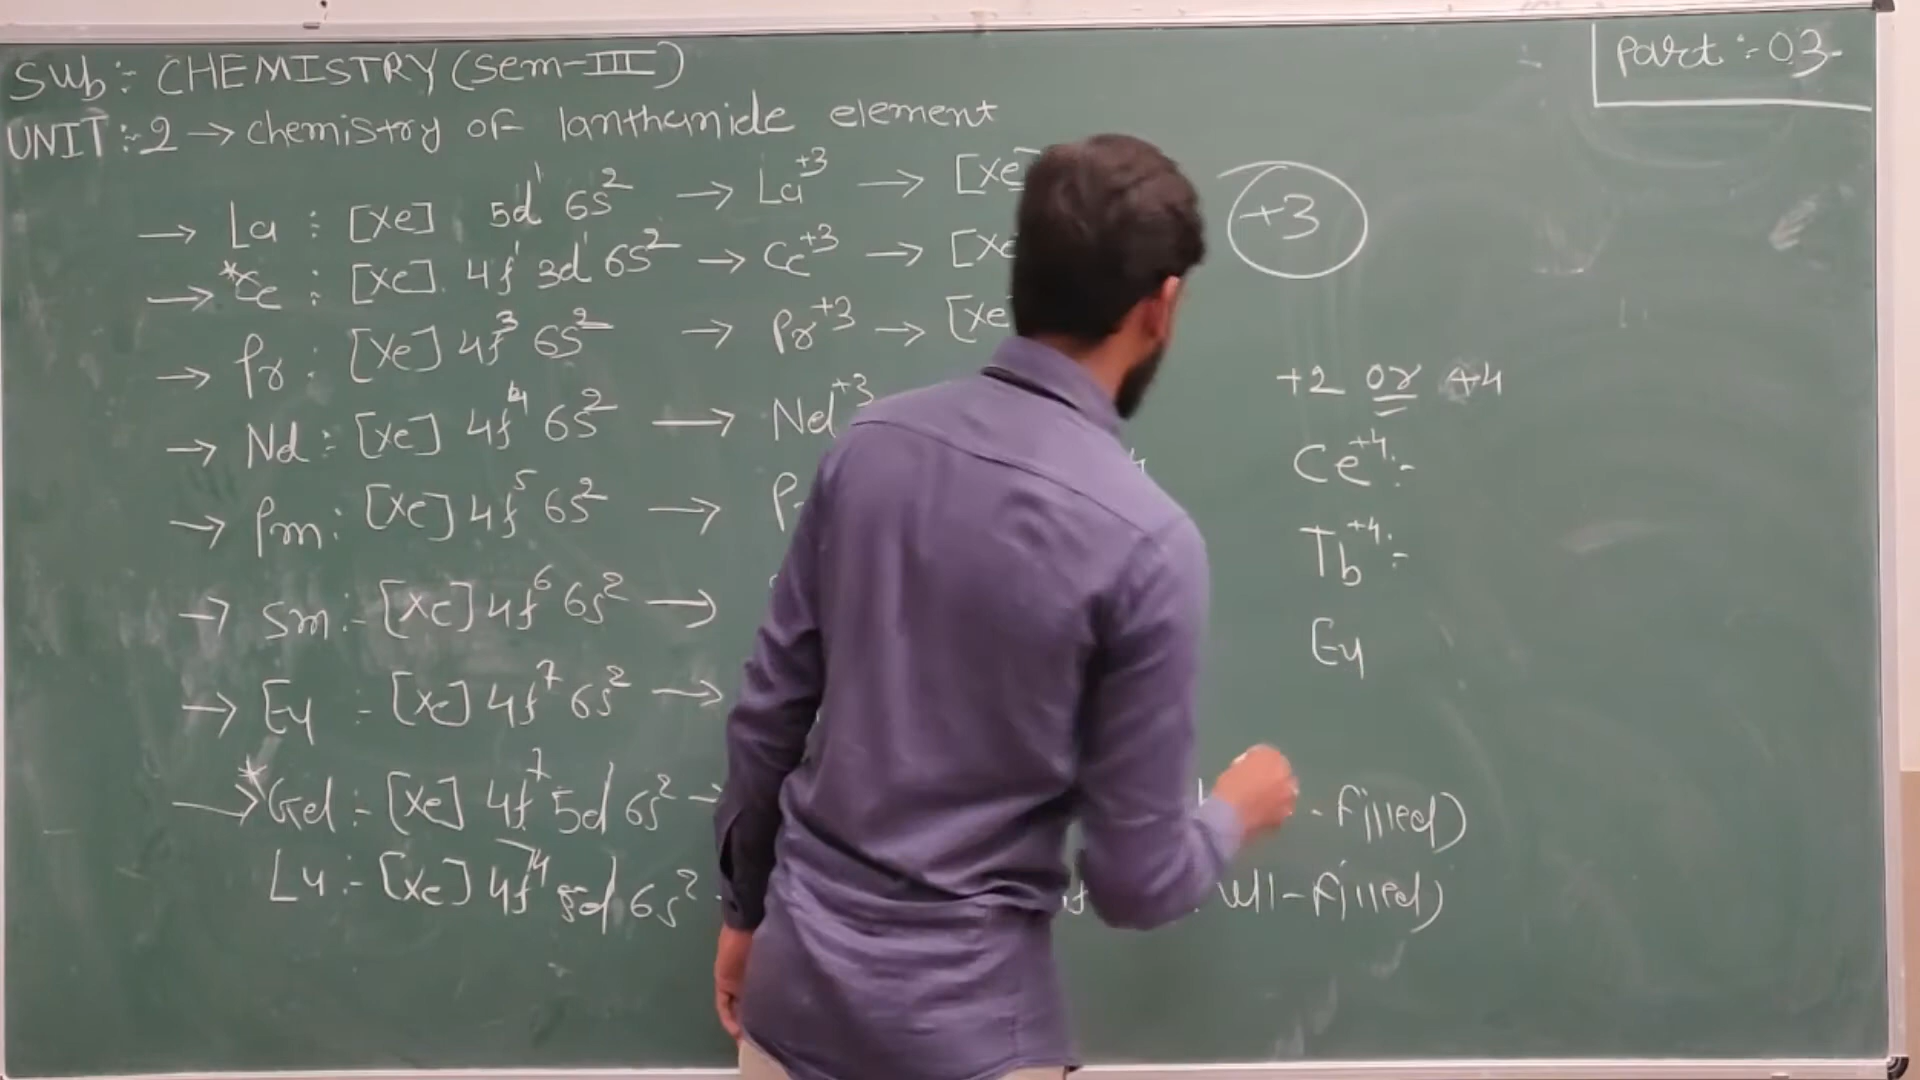 Sub:- CHEMISTRY (Sem-III)
Part:-03-
UNIT:-2 → chemistry of lanthanide element
→ La : [Xe] 5d¹ 6s² → La⁺³ → [Xe]
+3
→ *Ce : [Xe] 4f¹ 3d¹ 6s² → Ce⁺³ → [Xe
→ Pr : [Xe] 4f³ 6s² → Pr⁺³ → [Xe]
+2 or +4
→ Nd : [Xe] 4f⁴ 6s² → Nd⁺³
Ce⁺⁴:-
→ Pm : [Xe] 4f⁵ 6s² → P
Tb⁺⁴:-
→ Sm :- [Xe] 4f⁶ 6s² →
Eu
→ Eu :- [Xe] 4f⁷ 6s² →
→ *Gd :- [Xe] 4f⁷ 5d¹ 6s² → -filled)
Lu :- [Xe] 4f¹⁴ 5d¹ 6s² ull-filled)